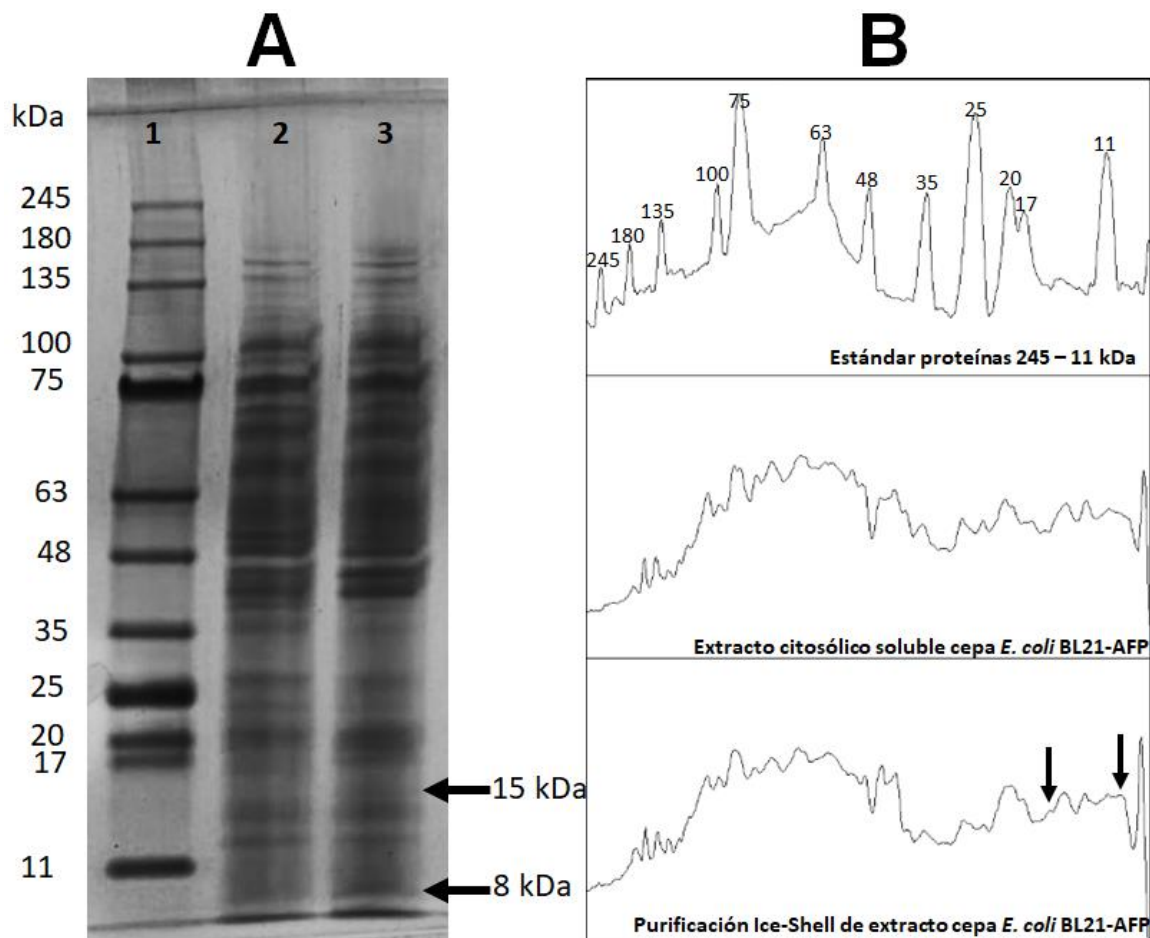 A
B
kDa
1 2 3
245
180
135
100
75
63
48
35
25
20
17
11
15 kDa
8 kDa
245
180
135
100
75
63
48
35
25
20
17
11
Estándar proteínas 245 – 11 kDa
Extracto citosólico soluble cepa E. coli BL21-AFP
Purificación Ice-Shell de extracto cepa E. coli BL21-AFP